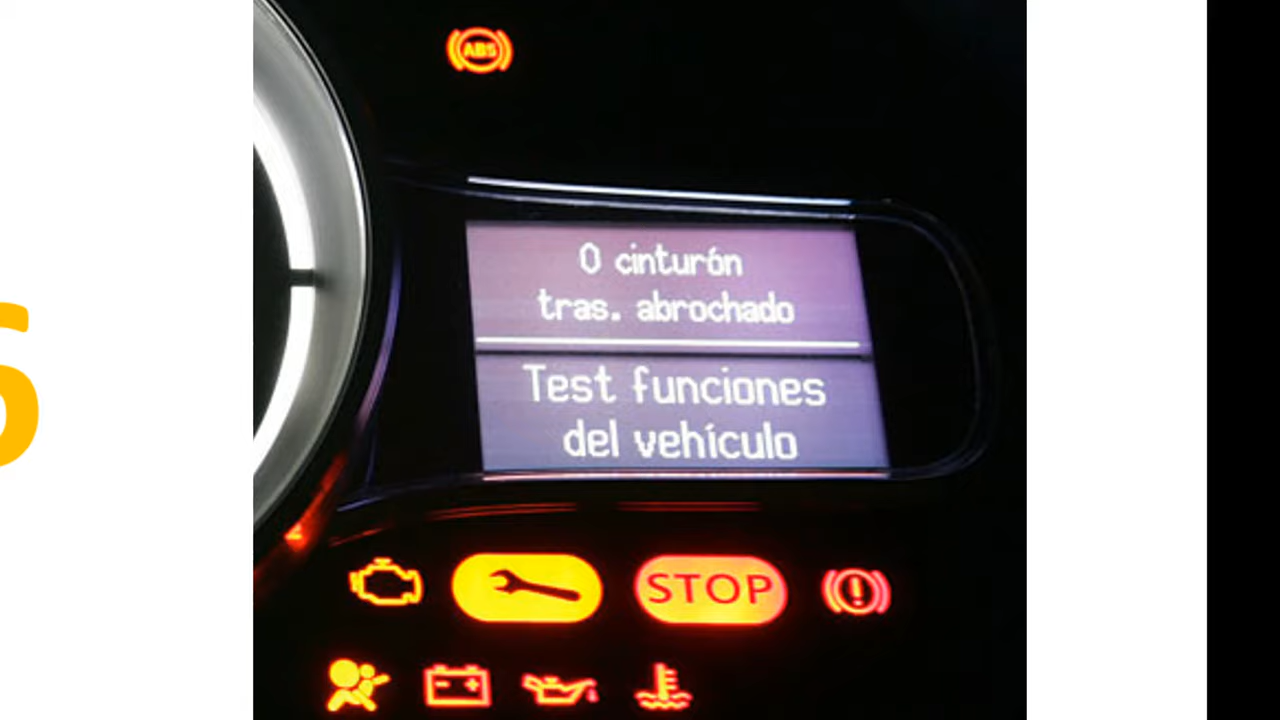 ABS
0 cinturón
tras. abrochado
Test funciones
del vehículo
STOP